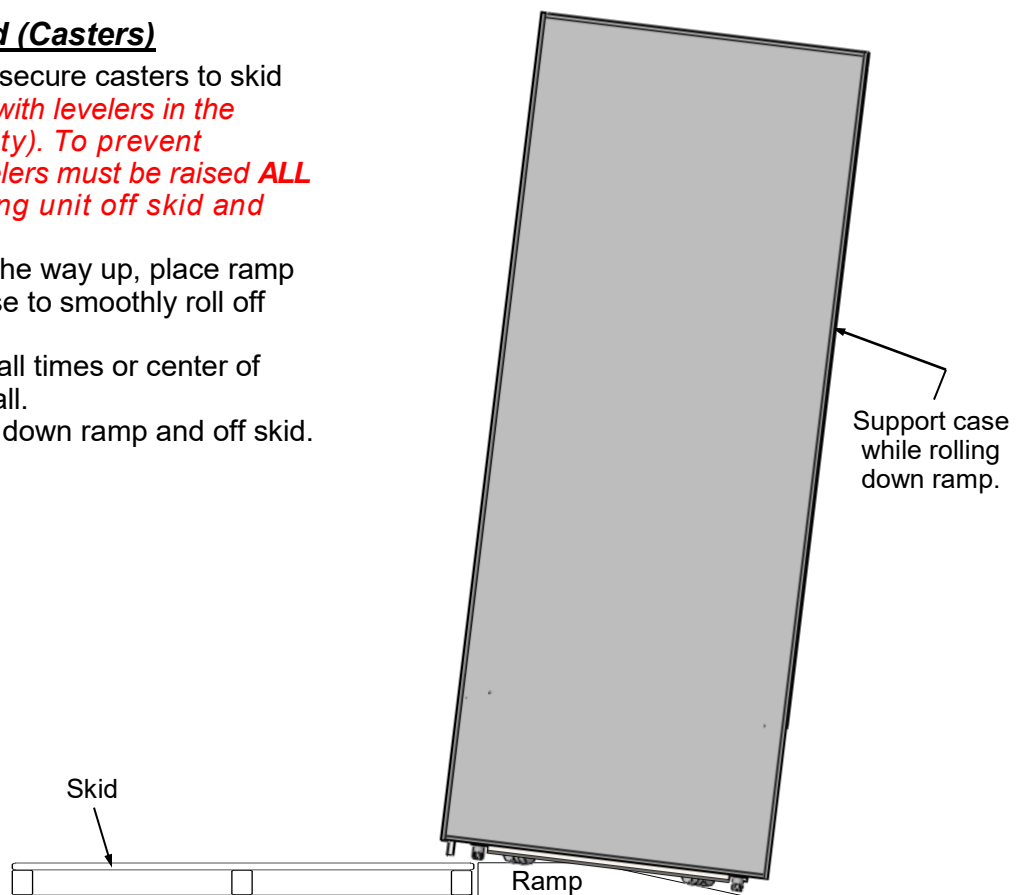 d (Casters)
secure casters to skid
with levelers in the
ty). To prevent
elers must be raised ALL
ng unit off skid and
he way up, place ramp
se to smoothly roll off
all times or center of
all.
down ramp and off skid.
Support case
while rolling
down ramp.
Skid
Ramp